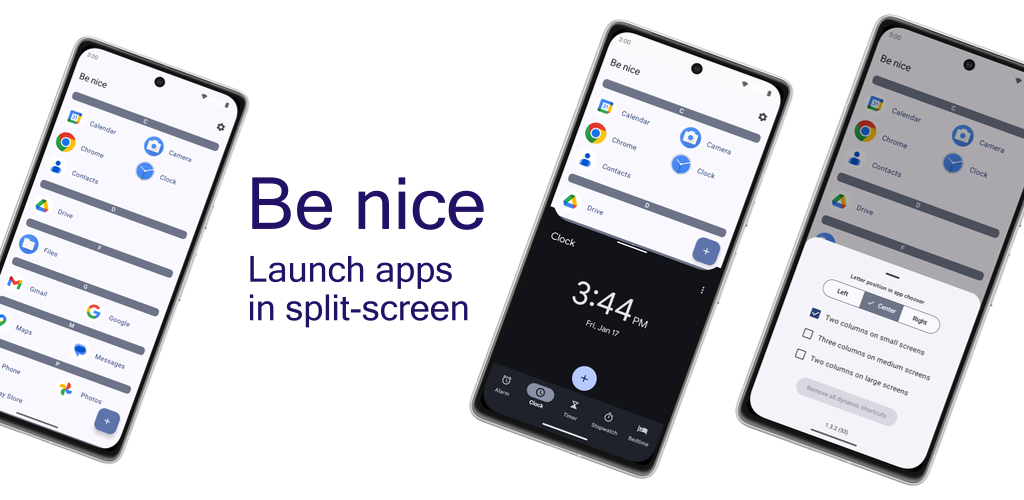 3:00
Be nice
C
Calendar
Camera
Chrome
Clock
Contacts
D
Drive
F
Files
G
Gmail
Google
M
Maps
Messages
P
Phone
Photos
ay Store
+
Be nice
Launch apps
in split-screen
3:00
Be nice
C
Calendar
Camera
Chrome
Clock
Contacts
D
Drive
+
Clock
3:44 PM
Fri, Jan 17
+
Alarm
Clock
Timer
Stopwatch
Bedtime
3:00
Be nice
C
Calendar
Camera
Chrome
Clock
Contacts
D
Drive
F
Letter position in app chooser
Left
Center
Right
Two columns on small screens
Three columns on medium screens
Two columns on large screens
Remove all dynamic shortcuts
1.3.2 (53)